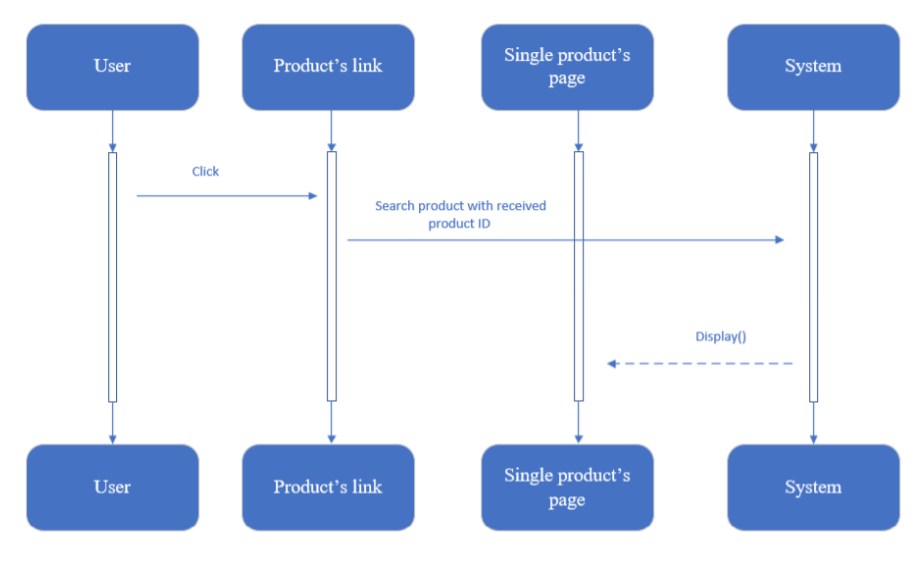 User
Product’s link
Single product’s
page
System
Click
Search product with received
product ID
Display()
User
Product’s link
Single product’s
page
System